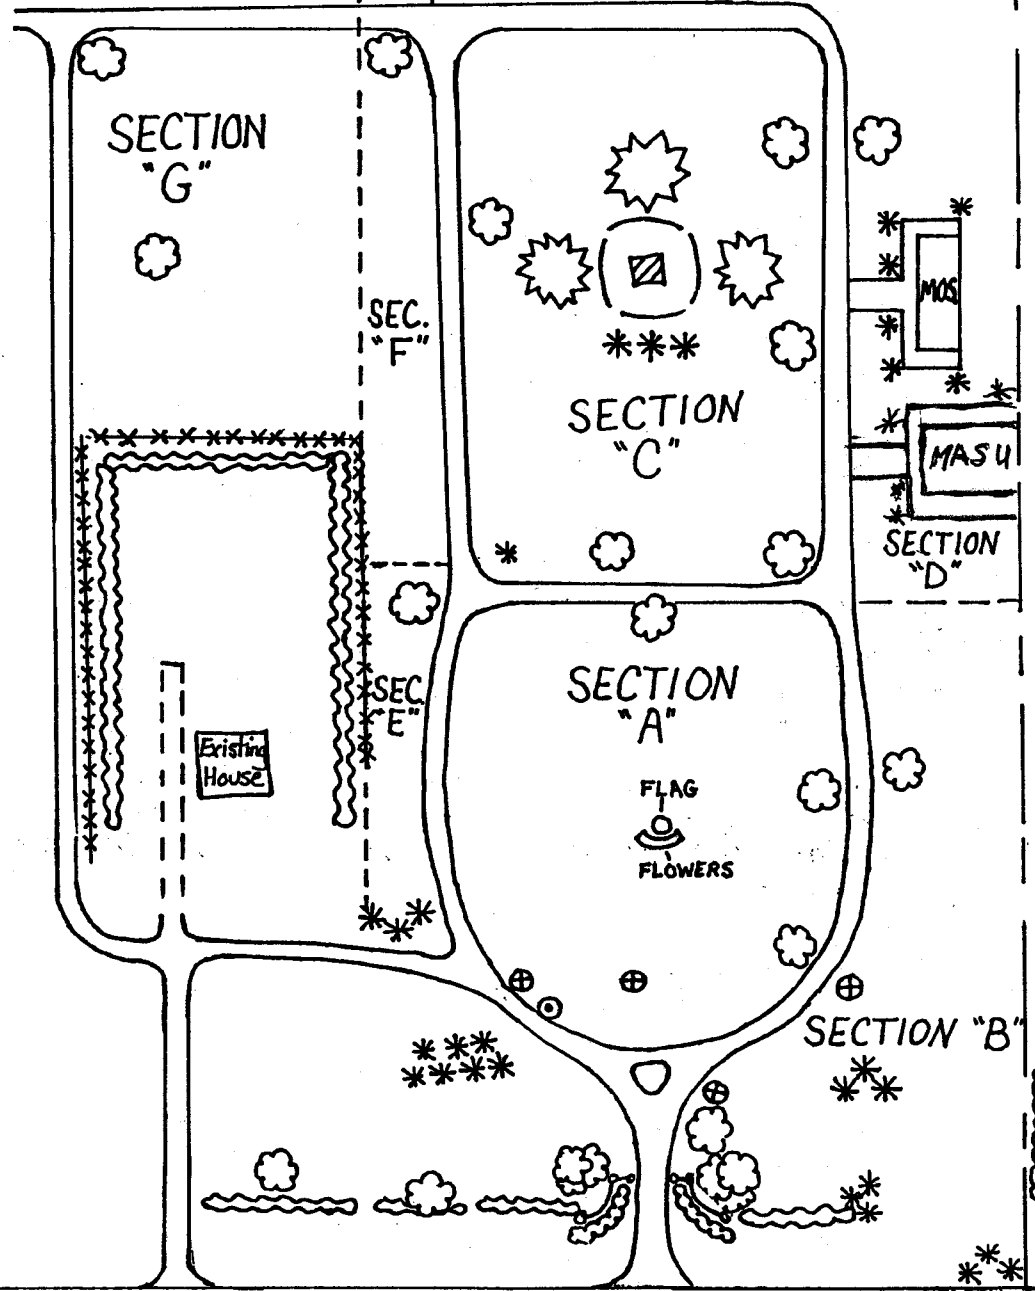 SECTION
"G"
SEC.
"F"
MOS
SECTION
"C"
MASU
SECTION
"D"
SECTION
"A"
SEC.
"E"
Existing
House
FLAG
FLOWERS
SECTION "B"